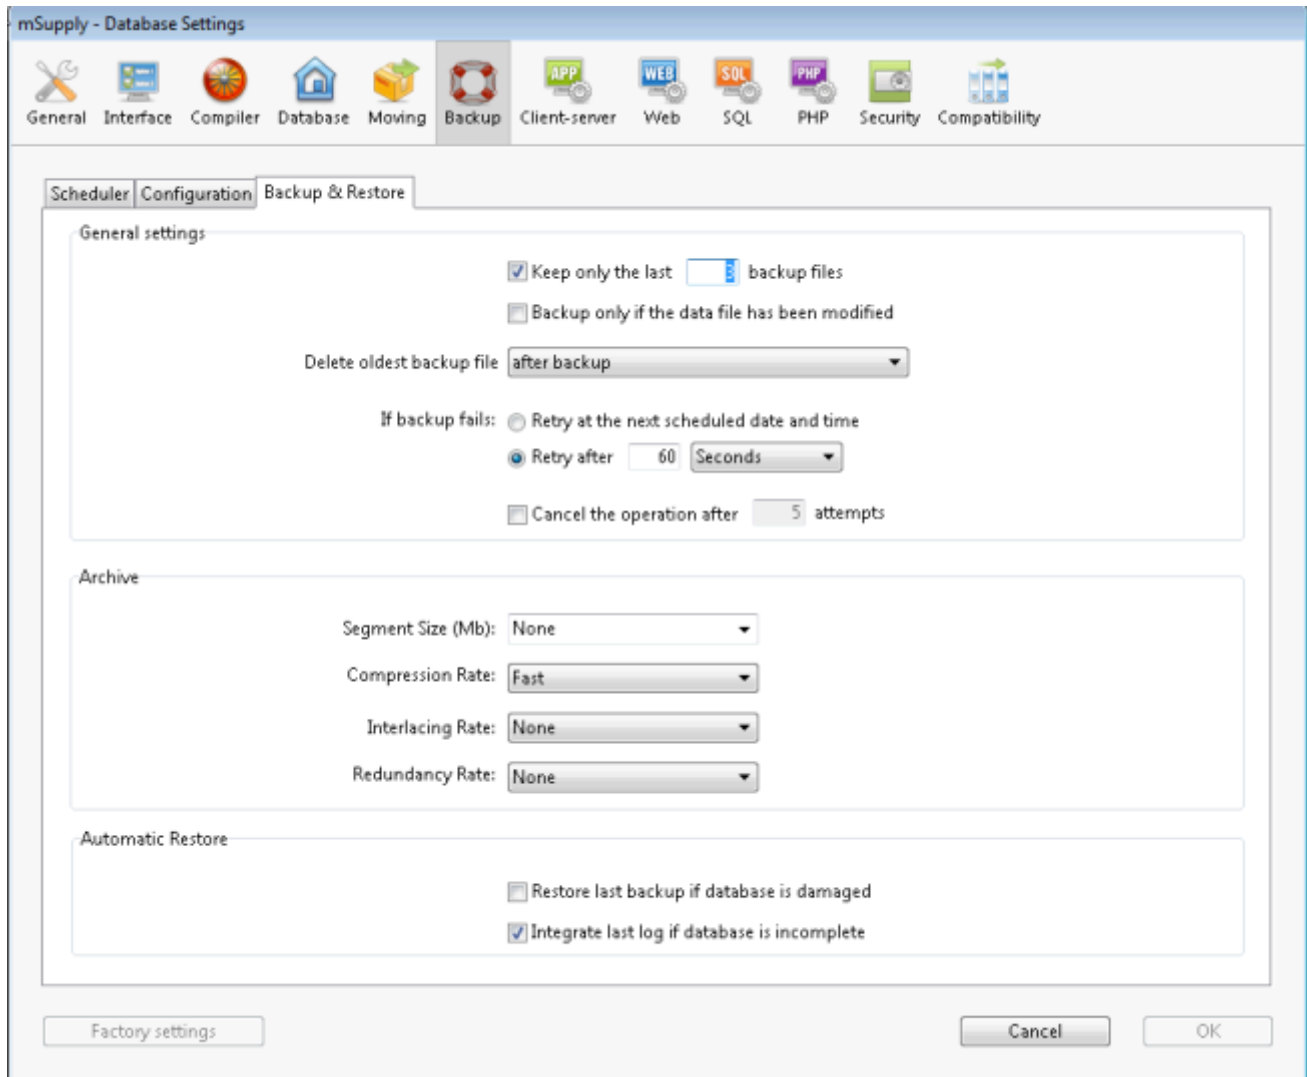 mSupply - Database Settings
APP WEB SQL PHP
General Interface Compiler Database Moving Backup Client-server Web SQL PHP Security Compatibility
Scheduler Configuration Backup & Restore
General settings
Keep only the last 3 backup files
Backup only if the data file has been modified
Delete oldest backup file after backup
If backup fails: Retry at the next scheduled date and time
Retry after 60 Seconds
Cancel the operation after 5 attempts
Archive
Segment Size (Mb): None
Compression Rate: Fast
Interlacing Rate: None
Redundancy Rate: None
Automatic Restore
Restore last backup if database is damaged
Integrate last log if database is incomplete
Factory settings Cancel OK